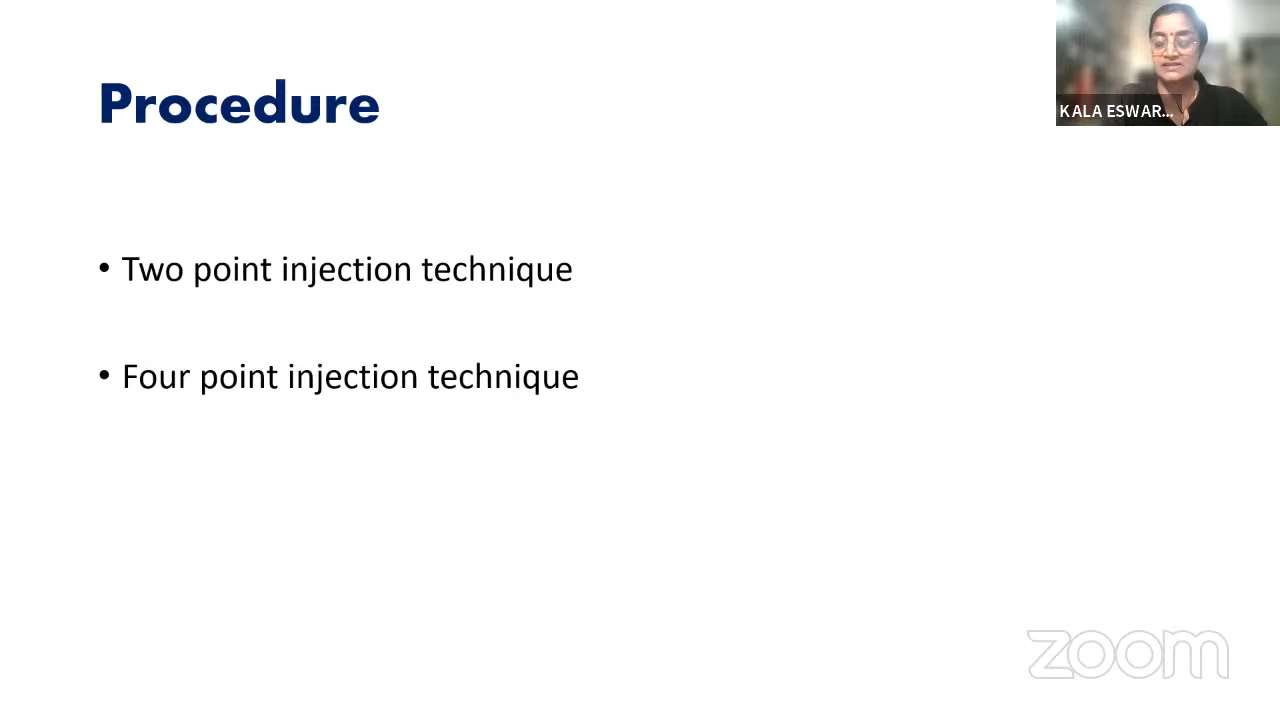 Procedure
KALA ESWAR...
• Two point injection technique
• Four point injection technique
zoom